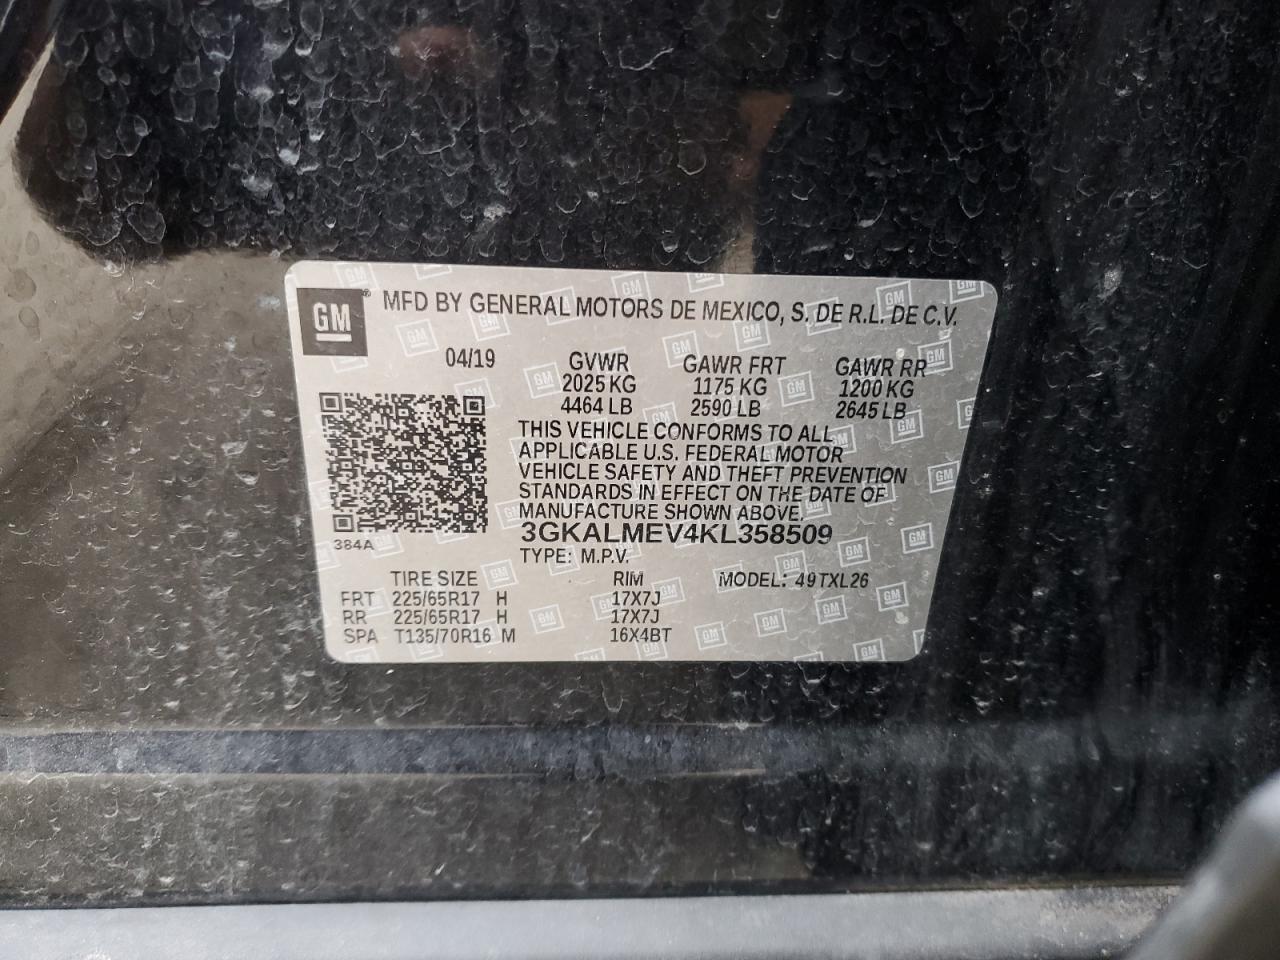 GM® MFD BY GENERAL MOTORS DE MEXICO, S. DE R.L. DE C.V.
04/19 GVWR GAWR FRT GAWR RR
2025 KG 1175 KG 1200 KG
4464 LB 2590 LB 2645 LB
THIS VEHICLE CONFORMS TO ALL
APPLICABLE U.S. FEDERAL MOTOR
VEHICLE SAFETY AND THEFT PREVENTION
STANDARDS IN EFFECT ON THE DATE OF
MANUFACTURE SHOWN ABOVE.
3GKALMEV4KL358509
384A
TYPE: M.P.V.
TIRE SIZE RIM MODEL: 49TXL26
FRT 225/65R17 H 17X7J
RR 225/65R17 H 17X7J
SPA T135/70R16 M 16X4BT